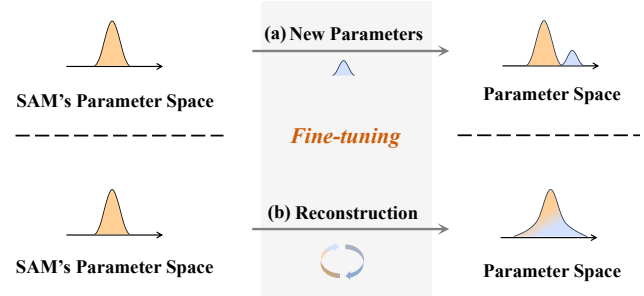 (a) New Parameters
SAM's Parameter Space
Parameter Space
Fine-tuning
(b) Reconstruction
SAM's Parameter Space
Parameter Space